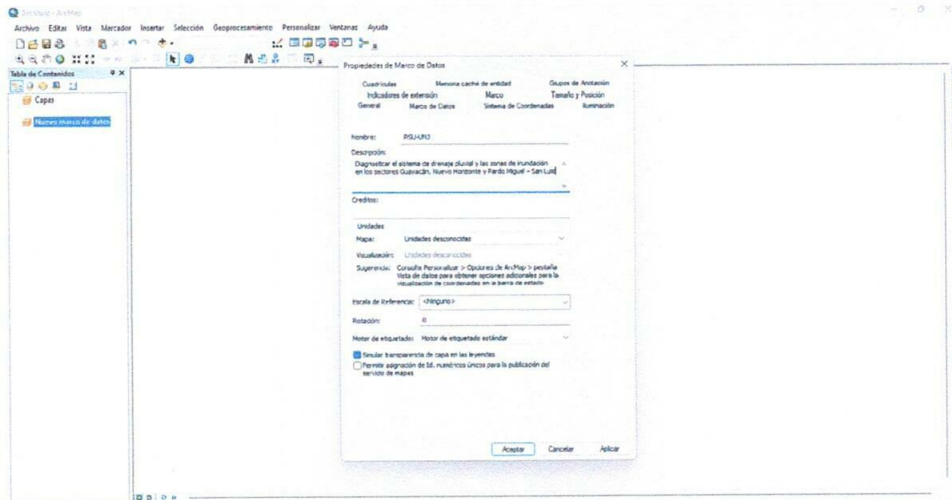 ArcMap
Archivo Editar Vista Marcador Insertar Selección Geoprocesamiento Personalizar Ventanas Ayuda
Tabla de Contenidos
Capas
Nuevo marco de datos
Propiedades de Marco de Datos
Cuadrículas Memoria caché de entidad Grupos de Anotación
Indicadores de extensión Marco Tamaño y Posición
General Marco de Datos Sistema de Coordenadas Iluminación
Nombre: RSU-UNJ
Descripción:
Diagnosticar el sistema de drenaje pluvial y las zonas de inundación
en los sectores Guayacán, Nuevo Horizonte y Pardo Miguel - San Luis
Creditos:
Unidades
Mapa: Unidades desconocidas
Visualización: Unidades desconocidas
Sugerencia: Consulte Personalizar > Opciones de ArcMap > pestaña
Vista de datos para obtener opciones adicionales para la
visualización de coordenadas en la barra de estado
Escala de Referencia: <Ninguno>
Rotación: 0
Motor de etiquetado: Motor de etiquetado estándar
Simular transparencia de capa en las leyendas
Permitir asignación de Id. numéricos únicos para la publicación del
servicio de mapas
Aceptar Cancelar Aplicar